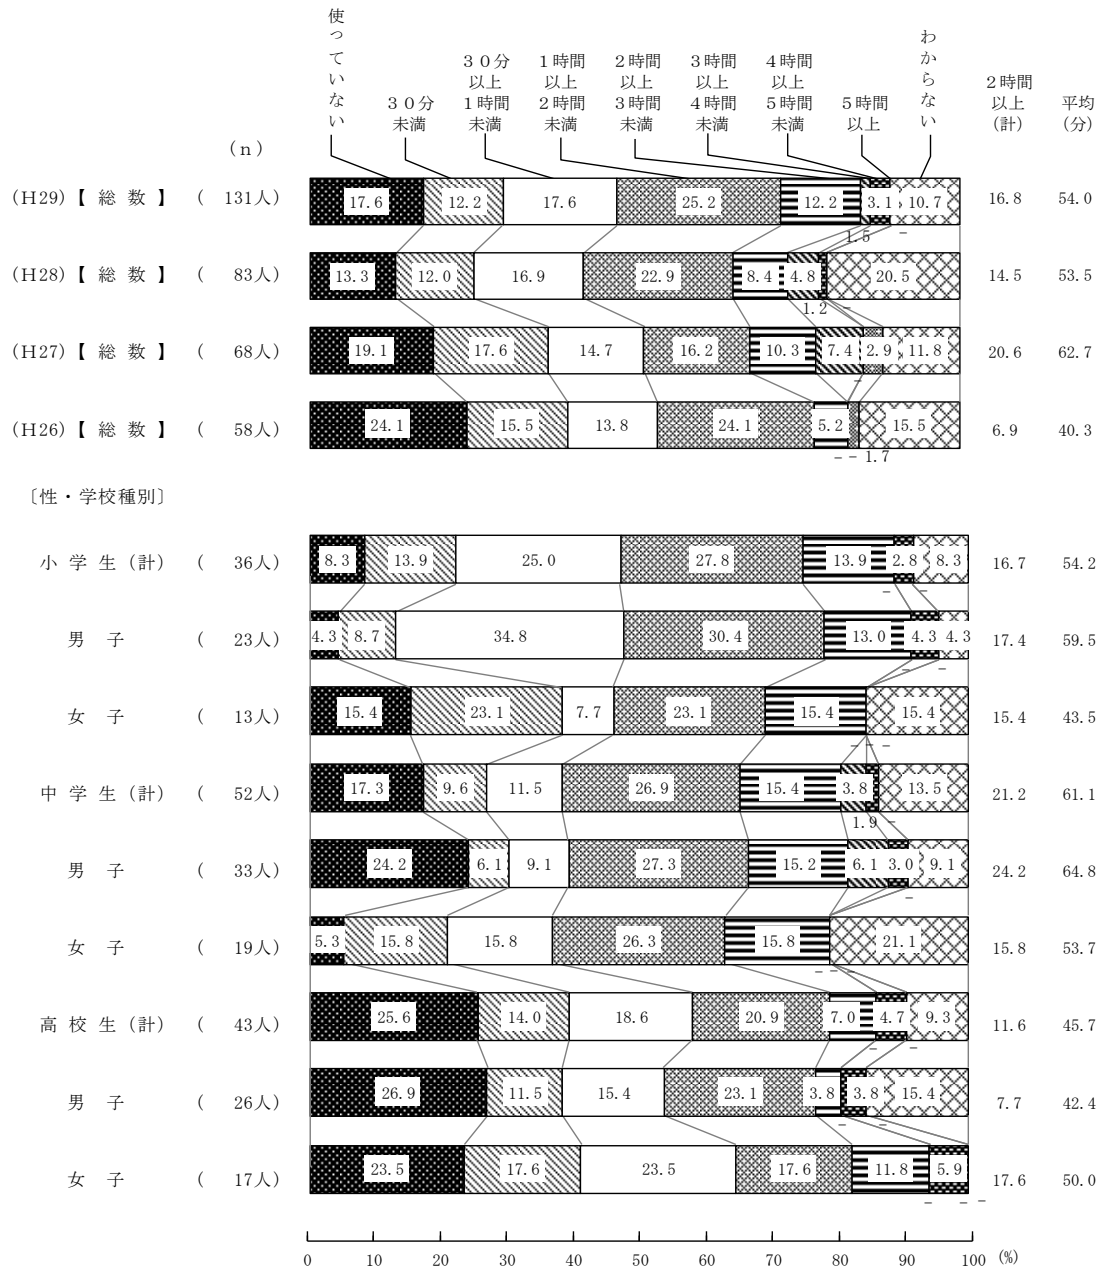 使っていない
３０分
未満
３０分
以上
１時間
未満
１時間
以上
２時間
未満
２時間
以上
３時間
未満
３時間
以上
４時間
未満
４時間
以上
５時間
未満
５時間
以上
わからない
２時間
以上
(計)
平均
(分)
(ｎ)
(H29)【 総 数 】 ( 131人) 17.6 12.2 17.6 25.2 12.2 1.5 3.1 － 10.7 16.8 54.0
(H28)【 総 数 】 ( 83人) 13.3 12.0 16.9 22.9 8.4 4.8 1.2 － 20.5 14.5 53.5
(H27)【 総 数 】 ( 68人) 19.1 17.6 14.7 16.2 10.3 7.4 － 2.9 11.8 20.6 62.7
(H26)【 総 数 】 ( 58人) 24.1 15.5 13.8 24.1 5.2 － － 1.7 15.5 6.9 40.3
〔性・学校種別〕
小 学 生（計） ( 36人) 8.3 13.9 25.0 27.8 13.9 － 2.8 － 8.3 16.7 54.2
男 子 ( 23人) 4.3 8.7 34.8 30.4 13.0 － 4.3 － 4.3 17.4 59.5
女 子 ( 13人) 15.4 23.1 7.7 23.1 15.4 － － － 15.4 15.4 43.5
中 学 生（計） ( 52人) 17.3 9.6 11.5 26.9 15.4 3.8 1.9 － 13.5 21.2 61.1
男 子 ( 33人) 24.2 6.1 9.1 27.3 15.2 6.1 3.0 － 9.1 24.2 64.8
女 子 ( 19人) 5.3 15.8 15.8 26.3 15.8 － － － 21.1 15.8 53.7
高 校 生（計） ( 43人) 25.6 14.0 18.6 20.9 7.0 － 4.7 － 9.3 11.6 45.7
男 子 ( 26人) 26.9 11.5 15.4 23.1 3.8 － 3.8 － 15.4 7.7 42.4
女 子 ( 17人) 23.5 17.6 23.5 17.6 11.8 － 5.9 － － 17.6 50.0
0 10 20 30 40 50 60 70 80 90 100 (%)